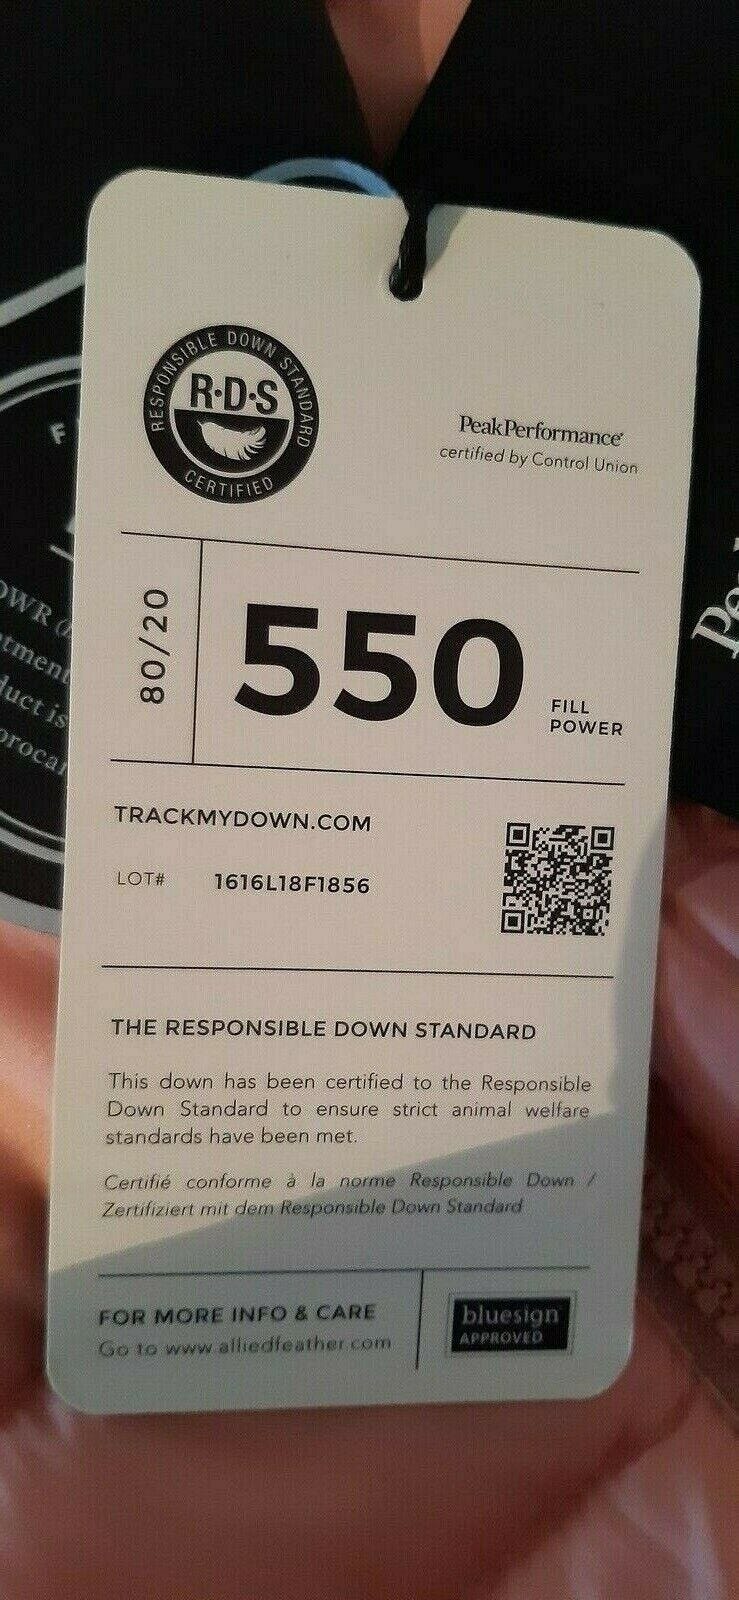 RESPONSIBLE DOWN STANDARD
R·D·S
CERTIFIED
PeakPerformance®
certified by Control Union
80/20
550
FILL
POWER
TRACKMYDOWN.COM
LOT# 1616L18F1856
THE RESPONSIBLE DOWN STANDARD
This down has been certified to the Responsible
Down Standard to ensure strict animal welfare
standards have been met.
Certifié conforme à la norme Responsible Down /
Zertifiziert mit dem Responsible Down Standard
FOR MORE INFO & CARE
Go to www.alliedfeather.com
bluesign®
APPROVED
DWR